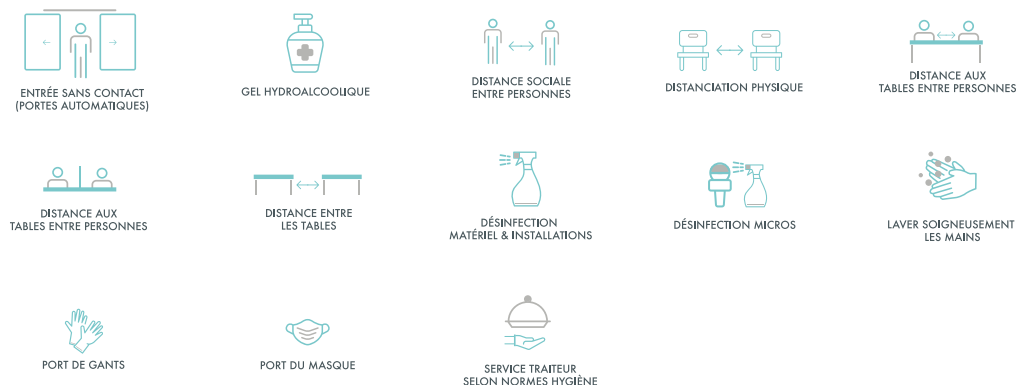 ENTRÉE SANS CONTACT
(PORTES AUTOMATIQUES)
GEL HYDROALCOOLIQUE
DISTANCE SOCIALE
ENTRE PERSONNES
DISTANCIATION PHYSIQUE
DISTANCE AUX
TABLES ENTRE PERSONNES
DISTANCE AUX
TABLES ENTRE PERSONNES
DISTANCE ENTRE
LES TABLES
DÉSINFECTION
MATÉRIEL & INSTALLATIONS
DÉSINFECTION MICROS
LAVER SOIGNEUSEMENT
LES MAINS
PORT DE GANTS
PORT DU MASQUE
SERVICE TRAITEUR
SELON NORMES HYGIÈNE